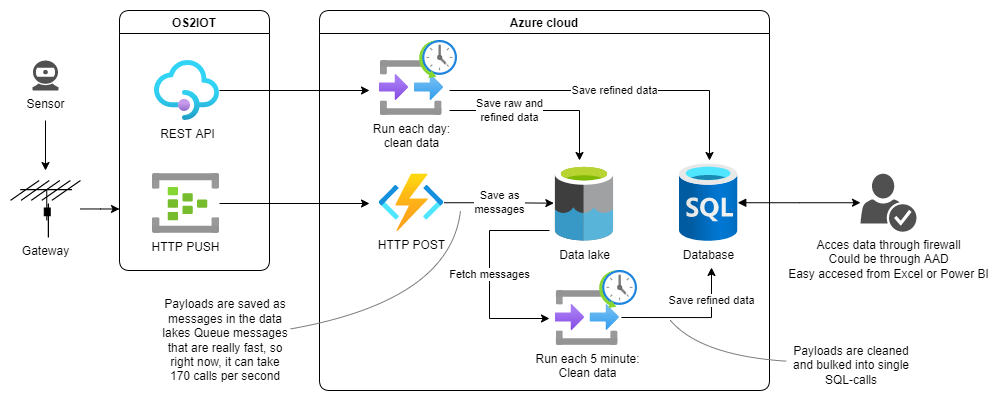 OS2IOT
Azure cloud
Sensor
REST API
Run each day:
clean data
Save refined data
Save raw and
refined data
Gateway
HTTP PUSH
HTTP POST
Save as
messages
Data lake
SQL
Database
Acces data through firewall
Could be through AAD
Easy accesed from Excel or Power BI
Fetch messages
Save refined data
Run each 5 minute:
Clean data
Payloads are saved as
messages in the data
lakes Queue messages
that are really fast, so
right now, it can take
170 calls per second
Payloads are cleaned
and bulked into single
SQL-calls